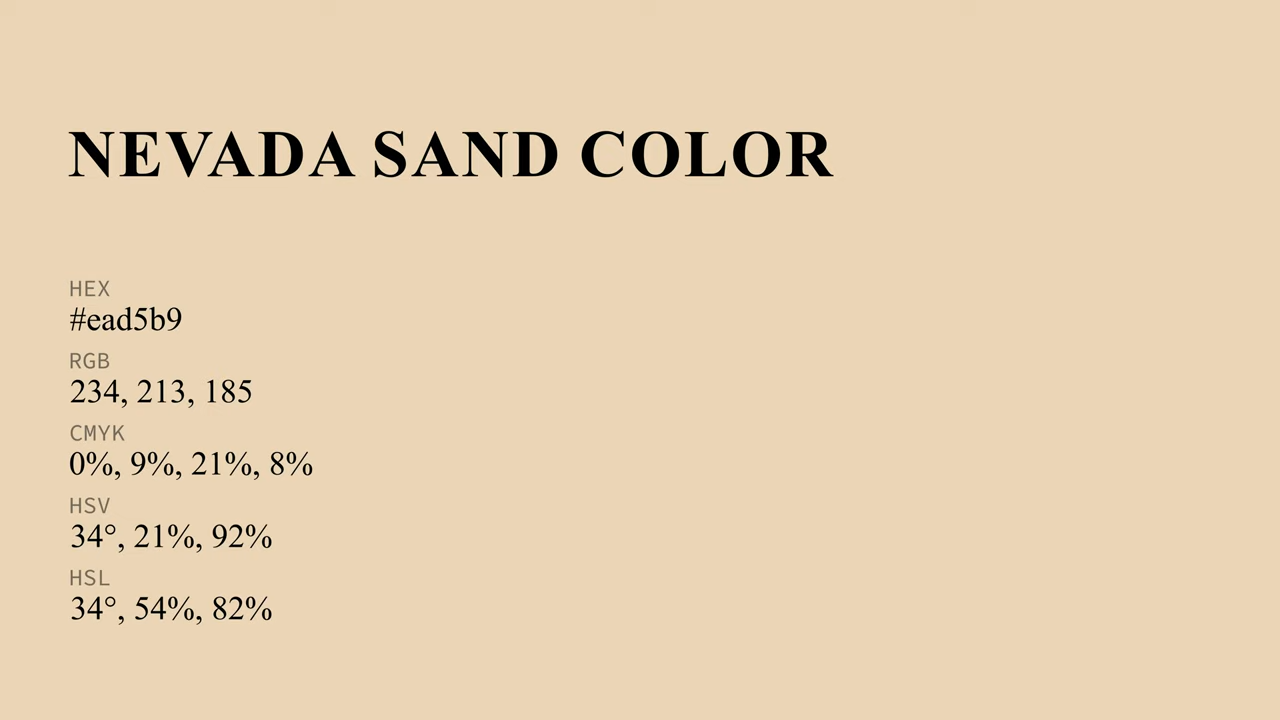 NEVADA SAND COLOR
HEX
#ead5b9
RGB
234, 213, 185
CMYK
0%, 9%, 21%, 8%
HSV
34°, 21%, 92%
HSL
34°, 54%, 82%